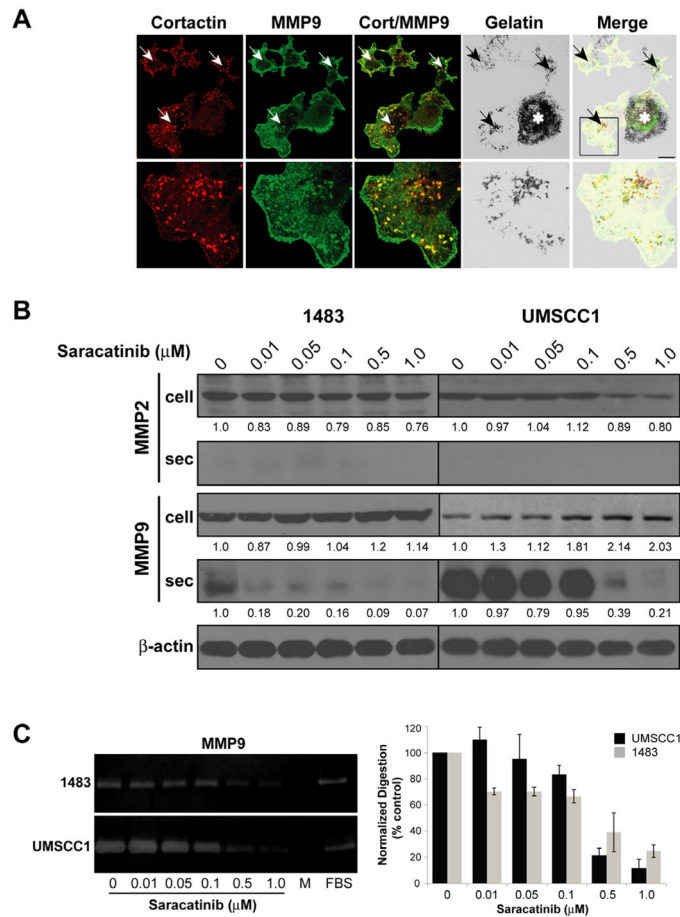 A
Cortactin MMP9 Cort/MMP9 Gelatin Merge
B
1483 UMSCC1
Saracatinib (μM) 0 0.01 0.05 0.1 0.5 1.0 0 0.01 0.05 0.1 0.5 1.0
MMP2
cell
1.0 0.83 0.89 0.79 0.85 0.76 1.0 0.97 1.04 1.12 0.89 0.80
sec
MMP9
cell
1.0 0.87 0.99 1.04 1.2 1.14 1.0 1.3 1.12 1.81 2.14 2.03
sec
1.0 0.18 0.20 0.16 0.09 0.07 1.0 0.97 0.79 0.95 0.39 0.21
β-actin
C
MMP9
1483
UMSCC1
0 0.01 0.05 0.1 0.5 1.0 M FBS
Saracatinib (μM)
Normalized Digestion
(% control)
120
100
80
60
40
20
0
UMSCC1
1483
0 0.01 0.05 0.1 0.5 1.0
Saracatinib (μM)